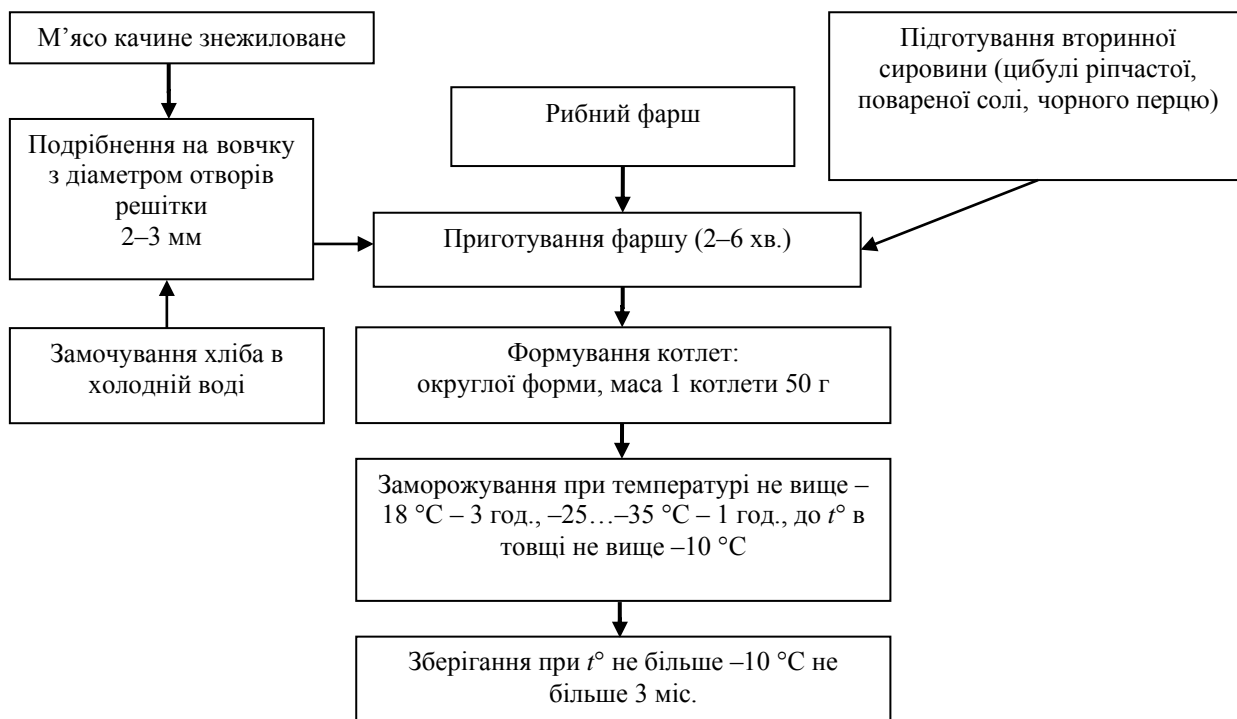 М’ясо качине знежиловане
Підготування вторинної
сировини (цибулі ріпчастої,
повареної солі, чорного перцю)
Рибний фарш
Подрібнення на вовчку
з діаметром отворів
решітки
2–3 мм
Приготування фаршу (2–6 хв.)
Замочування хліба в
холодній воді
Формування котлет:
округлої форми, маса 1 котлети 50 г
Заморожування при температурі не вище –
18 °С – 3 год., –25…–35 °С – 1 год., до t° в
товщі не вище –10 °С
Зберігання при t° не більше –10 °С не
більше 3 міс.